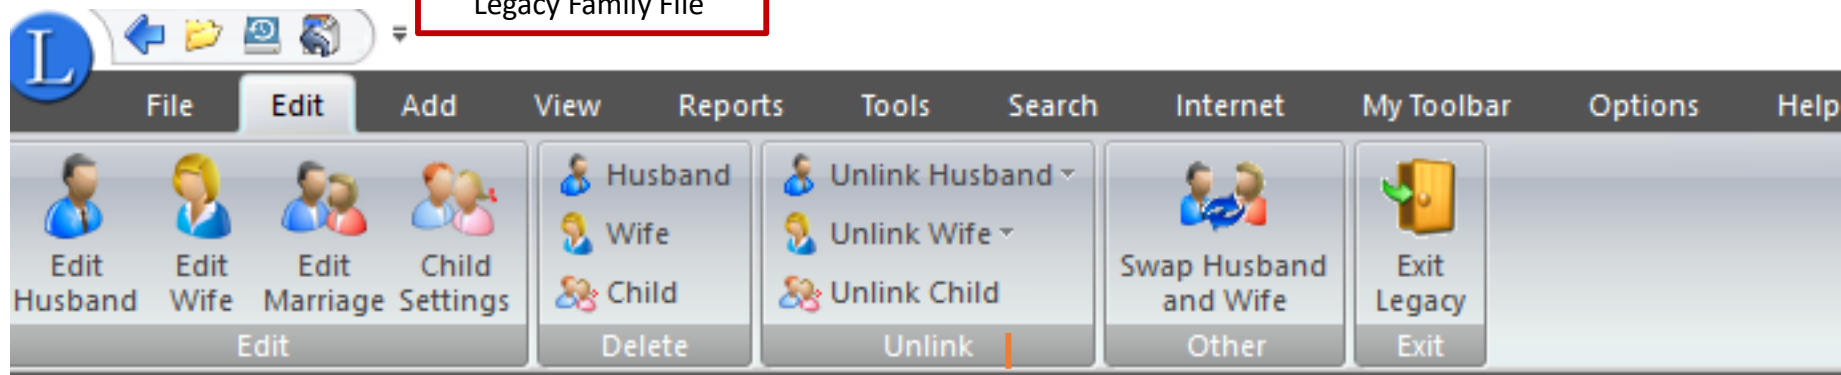 Legacy Family File
L
File Edit Add View Reports Tools Search Internet My Toolbar Options Help
Edit Husband
Edit Wife
Edit Marriage
Child Settings
Edit
Husband
Wife
Child
Delete
Unlink Husband
Unlink Wife
Unlink Child
Unlink
Swap Husband
and Wife
Other
Exit
Legacy
Exit